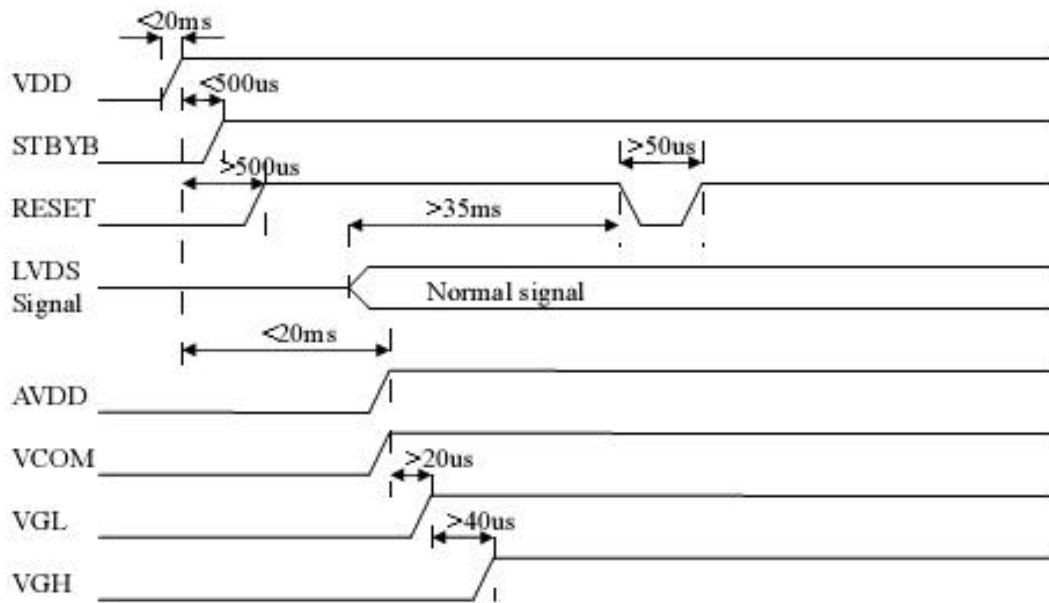 <20ms
VDD
<500us
STBYB
>500us
>50us
RESET
>35ms
LVDS
Signal
Normal signal
<20ms
AVDD
VCOM
>20us
VGL
>40us
VGH